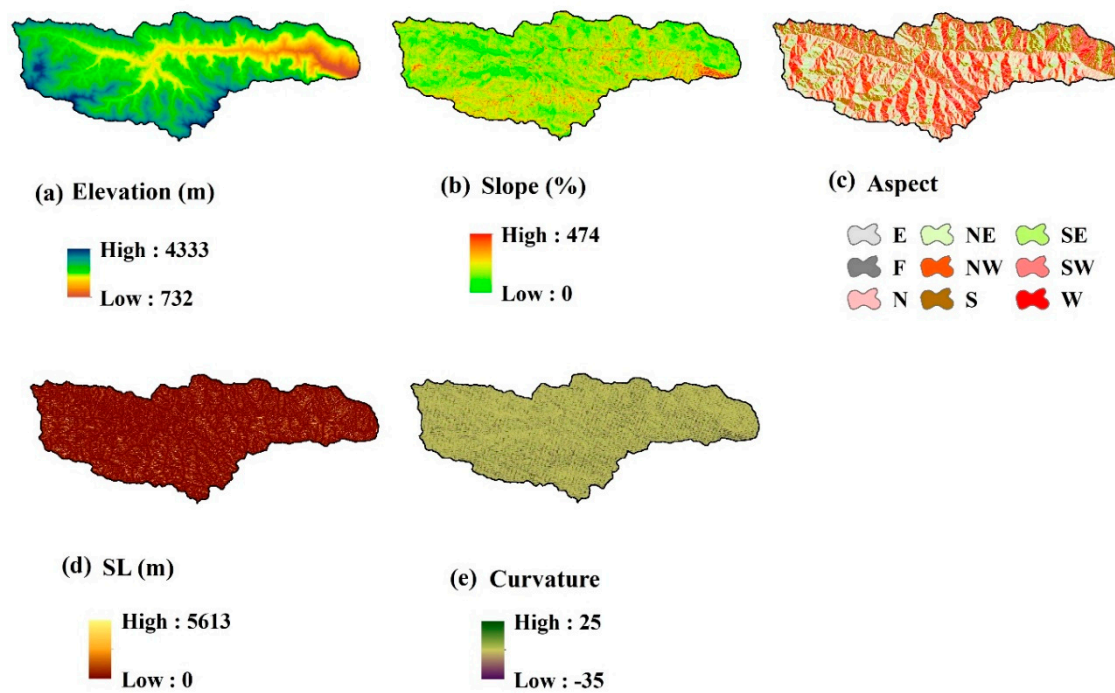 (a) Elevation (m)
High : 4333
Low : 732
(b) Slope (%)
High : 474
Low : 0
(c) Aspect
E NE SE
F NW SW
N S W
(d) SL (m)
High : 5613
Low : 0
(e) Curvature
High : 25
Low : -35